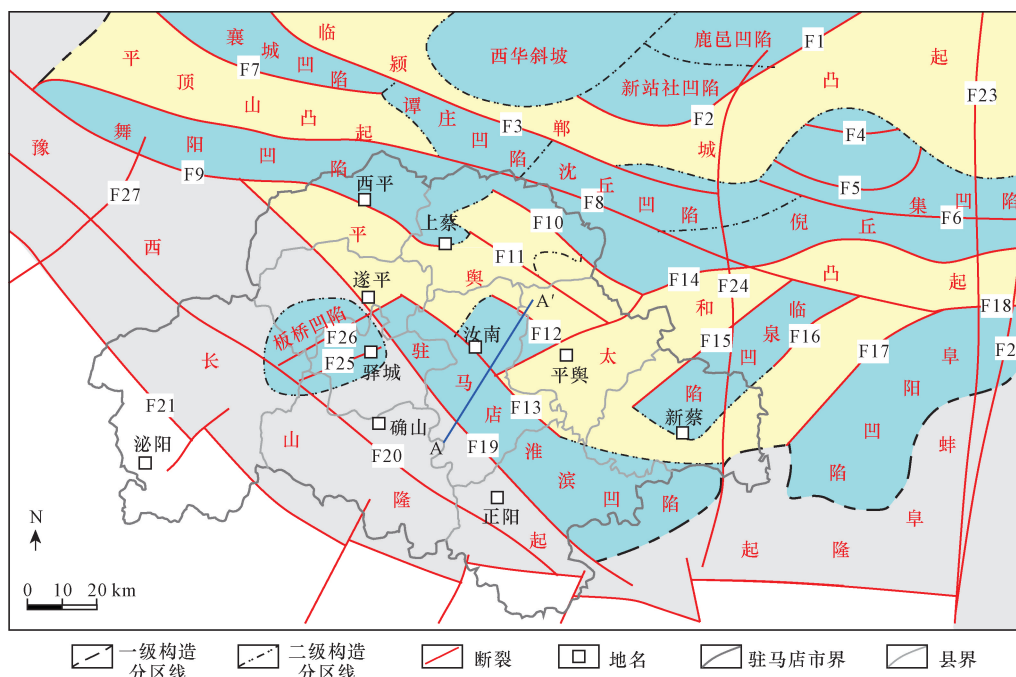 襄城凹陷
临颍郸城凸起
西华斜坡
鹿邑凹陷
F1
平顶山凸起
F7
新站社凹陷
F23
谭庄凹陷
F3
F2
F4
舞阳凹陷
豫西
F27
F9
西平
沈丘凹陷
F8
F5
倪丘集凹陷
F6
上蔡
F10
F11
平舆
F14
F24
太和凸起
遂平
A′
F18
板桥凹陷
F26
F25
驿城
汝南
F12
平舆
F15
临泉凹陷
F16
F17
F2
长山隆起
驻马店淮滨凹陷
F13
阜阳凹陷
F21
确山
A
F19
新蔡
泌阳
F20
正阳
蚌阜隆起
N
0 10 20 km
一级构造
分区线
二级构造
分区线
断裂
地名
驻马店市界
县界